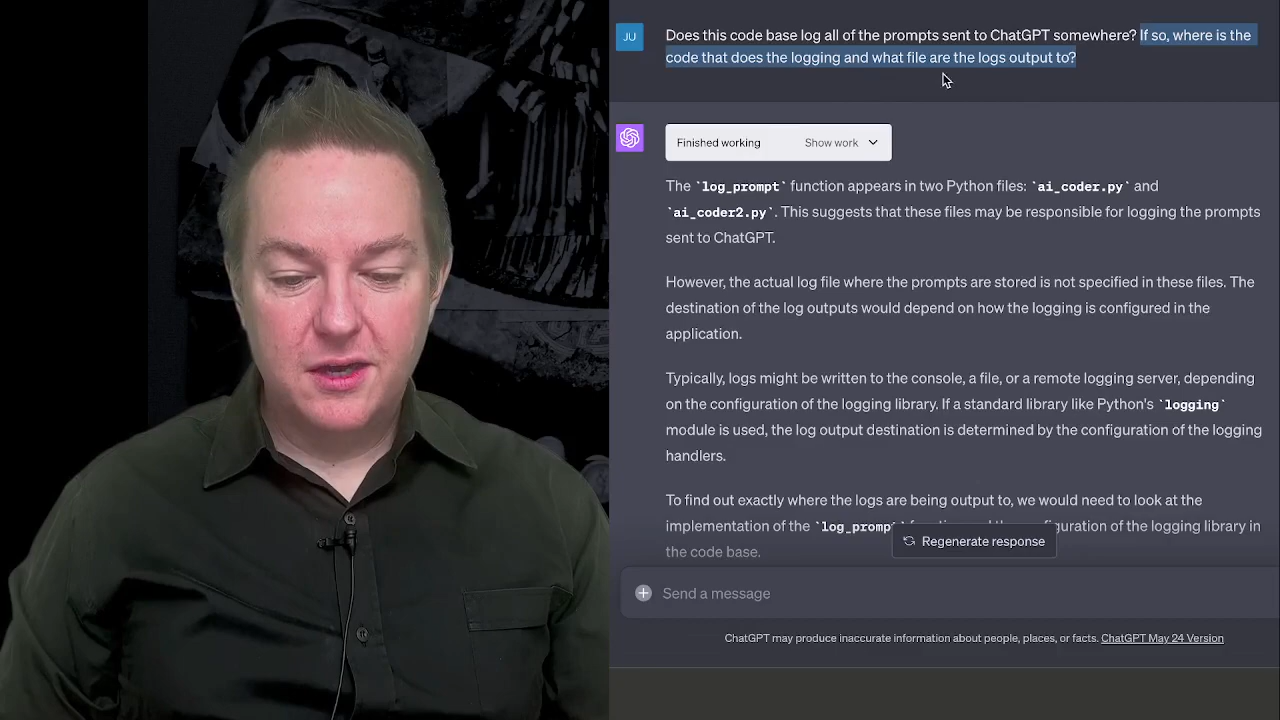 JU
Does this code base log all of the prompts sent to ChatGPT somewhere? If so, where is the
code that does the logging and what file are the logs output to?
Finished working Show work
The `log_prompt` function appears in two Python files: `ai_coder.py` and
`ai_coder2.py`. This suggests that these files may be responsible for logging the prompts
sent to ChatGPT.
However, the actual log file where the prompts are stored is not specified in these files. The
destination of the log outputs would depend on how the logging is configured in the
application.
Typically, logs might be written to the console, a file, or a remote logging server, depending
on the configuration of the logging library. If a standard library like Python's `logging`
module is used, the log output destination is determined by the configuration of the logging
handlers.
To find out exactly where the logs are being output to, we would need to look at the
implementation of the `log_prompt` of the logging library in
the code base.
Regenerate response
Send a message
ChatGPT may produce inaccurate information about people, places, or facts. ChatGPT May 24 Version